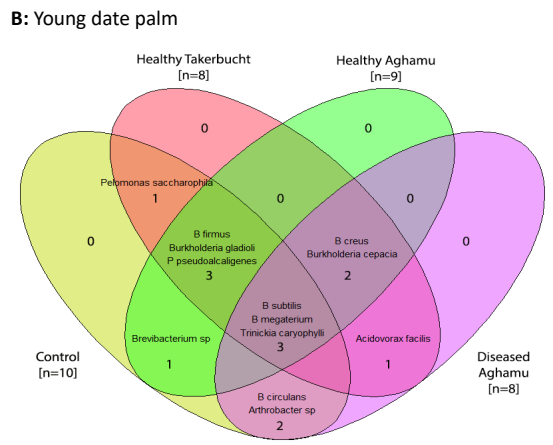 B: Young date palm
Healthy Takerbucht
[n=8]
Healthy Aghamu
[n=9]
0
0
Pelomonas saccharophila
1
0
0
0
0
B firmus
Burkholderia gladioli
P pseudoalcaligenes
3
B creus
Burkholderia cepacia
2
B subtilis
B megaterium
Trinickia caryophylli
3
Brevibacterium sp
1
Acidovorax facilis
1
Control
[n=10]
Diseased
Aghamu
[n=8]
B circulans
Arthrobacter sp
2